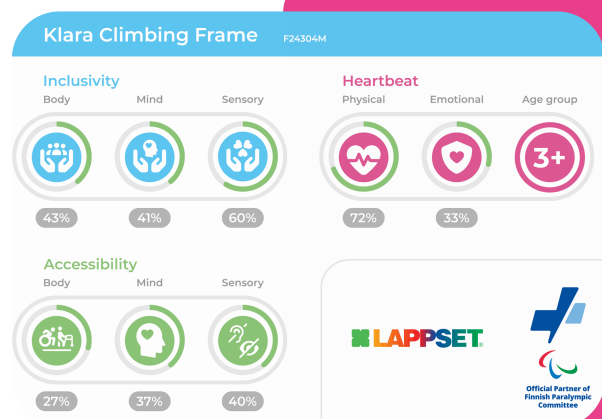 Klara Climbing Frame F24304M
Inclusivity
Body Mind Sensory
43% 41% 60%
Heartbeat
Physical Emotional Age group
3+
72% 33%
Accessibility
Body Mind Sensory
27% 37% 40%
LAPPSET
Official Partner of
Finnish Paralympic
Committee